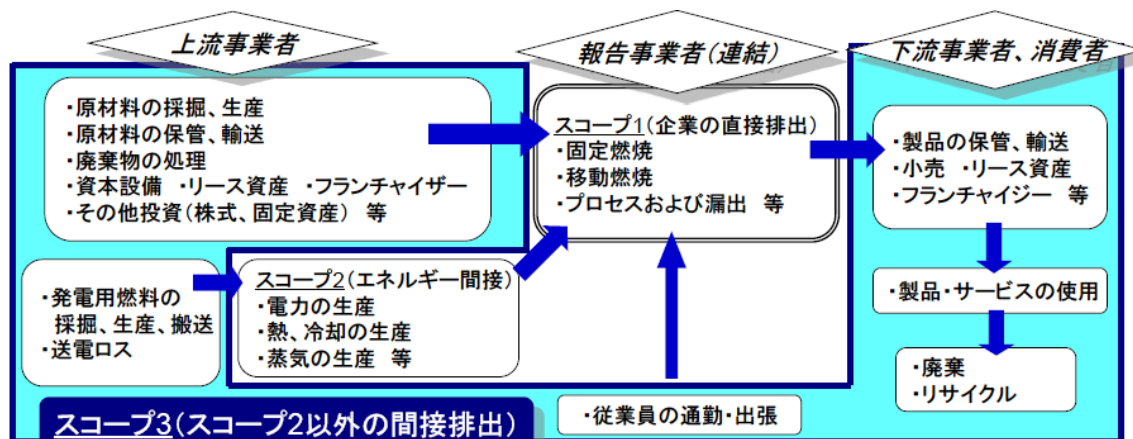 上流事業者
報告事業者(連結)
下流事業者、消費者
・原材料の採掘、生産
・原材料の保管、輸送
・廃棄物の処理
・資本設備 ・リース資産 ・フランチャイザー
・その他投資(株式、固定資産) 等
スコープ1(企業の直接排出)
・固定燃焼
・移動燃焼
・プロセスおよび漏出 等
・製品の保管、輸送
・小売 ・リース資産
・フランチャイジー 等
・発電用燃料の
採掘、生産、搬送
・送電ロス
スコープ2(エネルギー間接)
・電力の生産
・熱、冷却の生産
・蒸気の生産 等
・製品・サービスの使用
・廃棄
・リサイクル
スコープ3(スコープ2以外の間接排出)
・従業員の通勤・出張